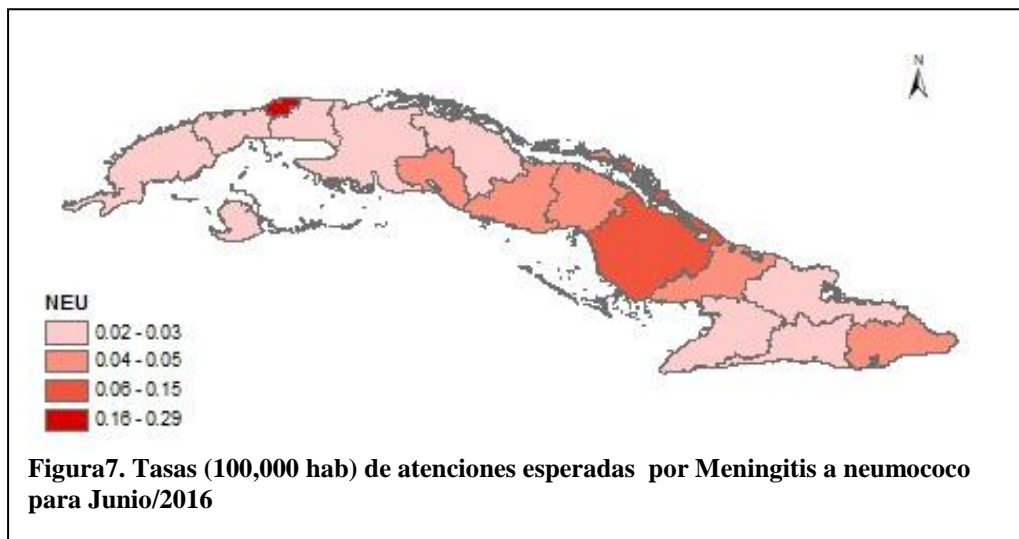 N
NEU
0.02 - 0.03
0.04 - 0.05
0.06 - 0.15
0.16 - 0.29
Figura7. Tasas (100,000 hab) de atenciones esperadas por Meningitis a neumococo
para Junio/2016